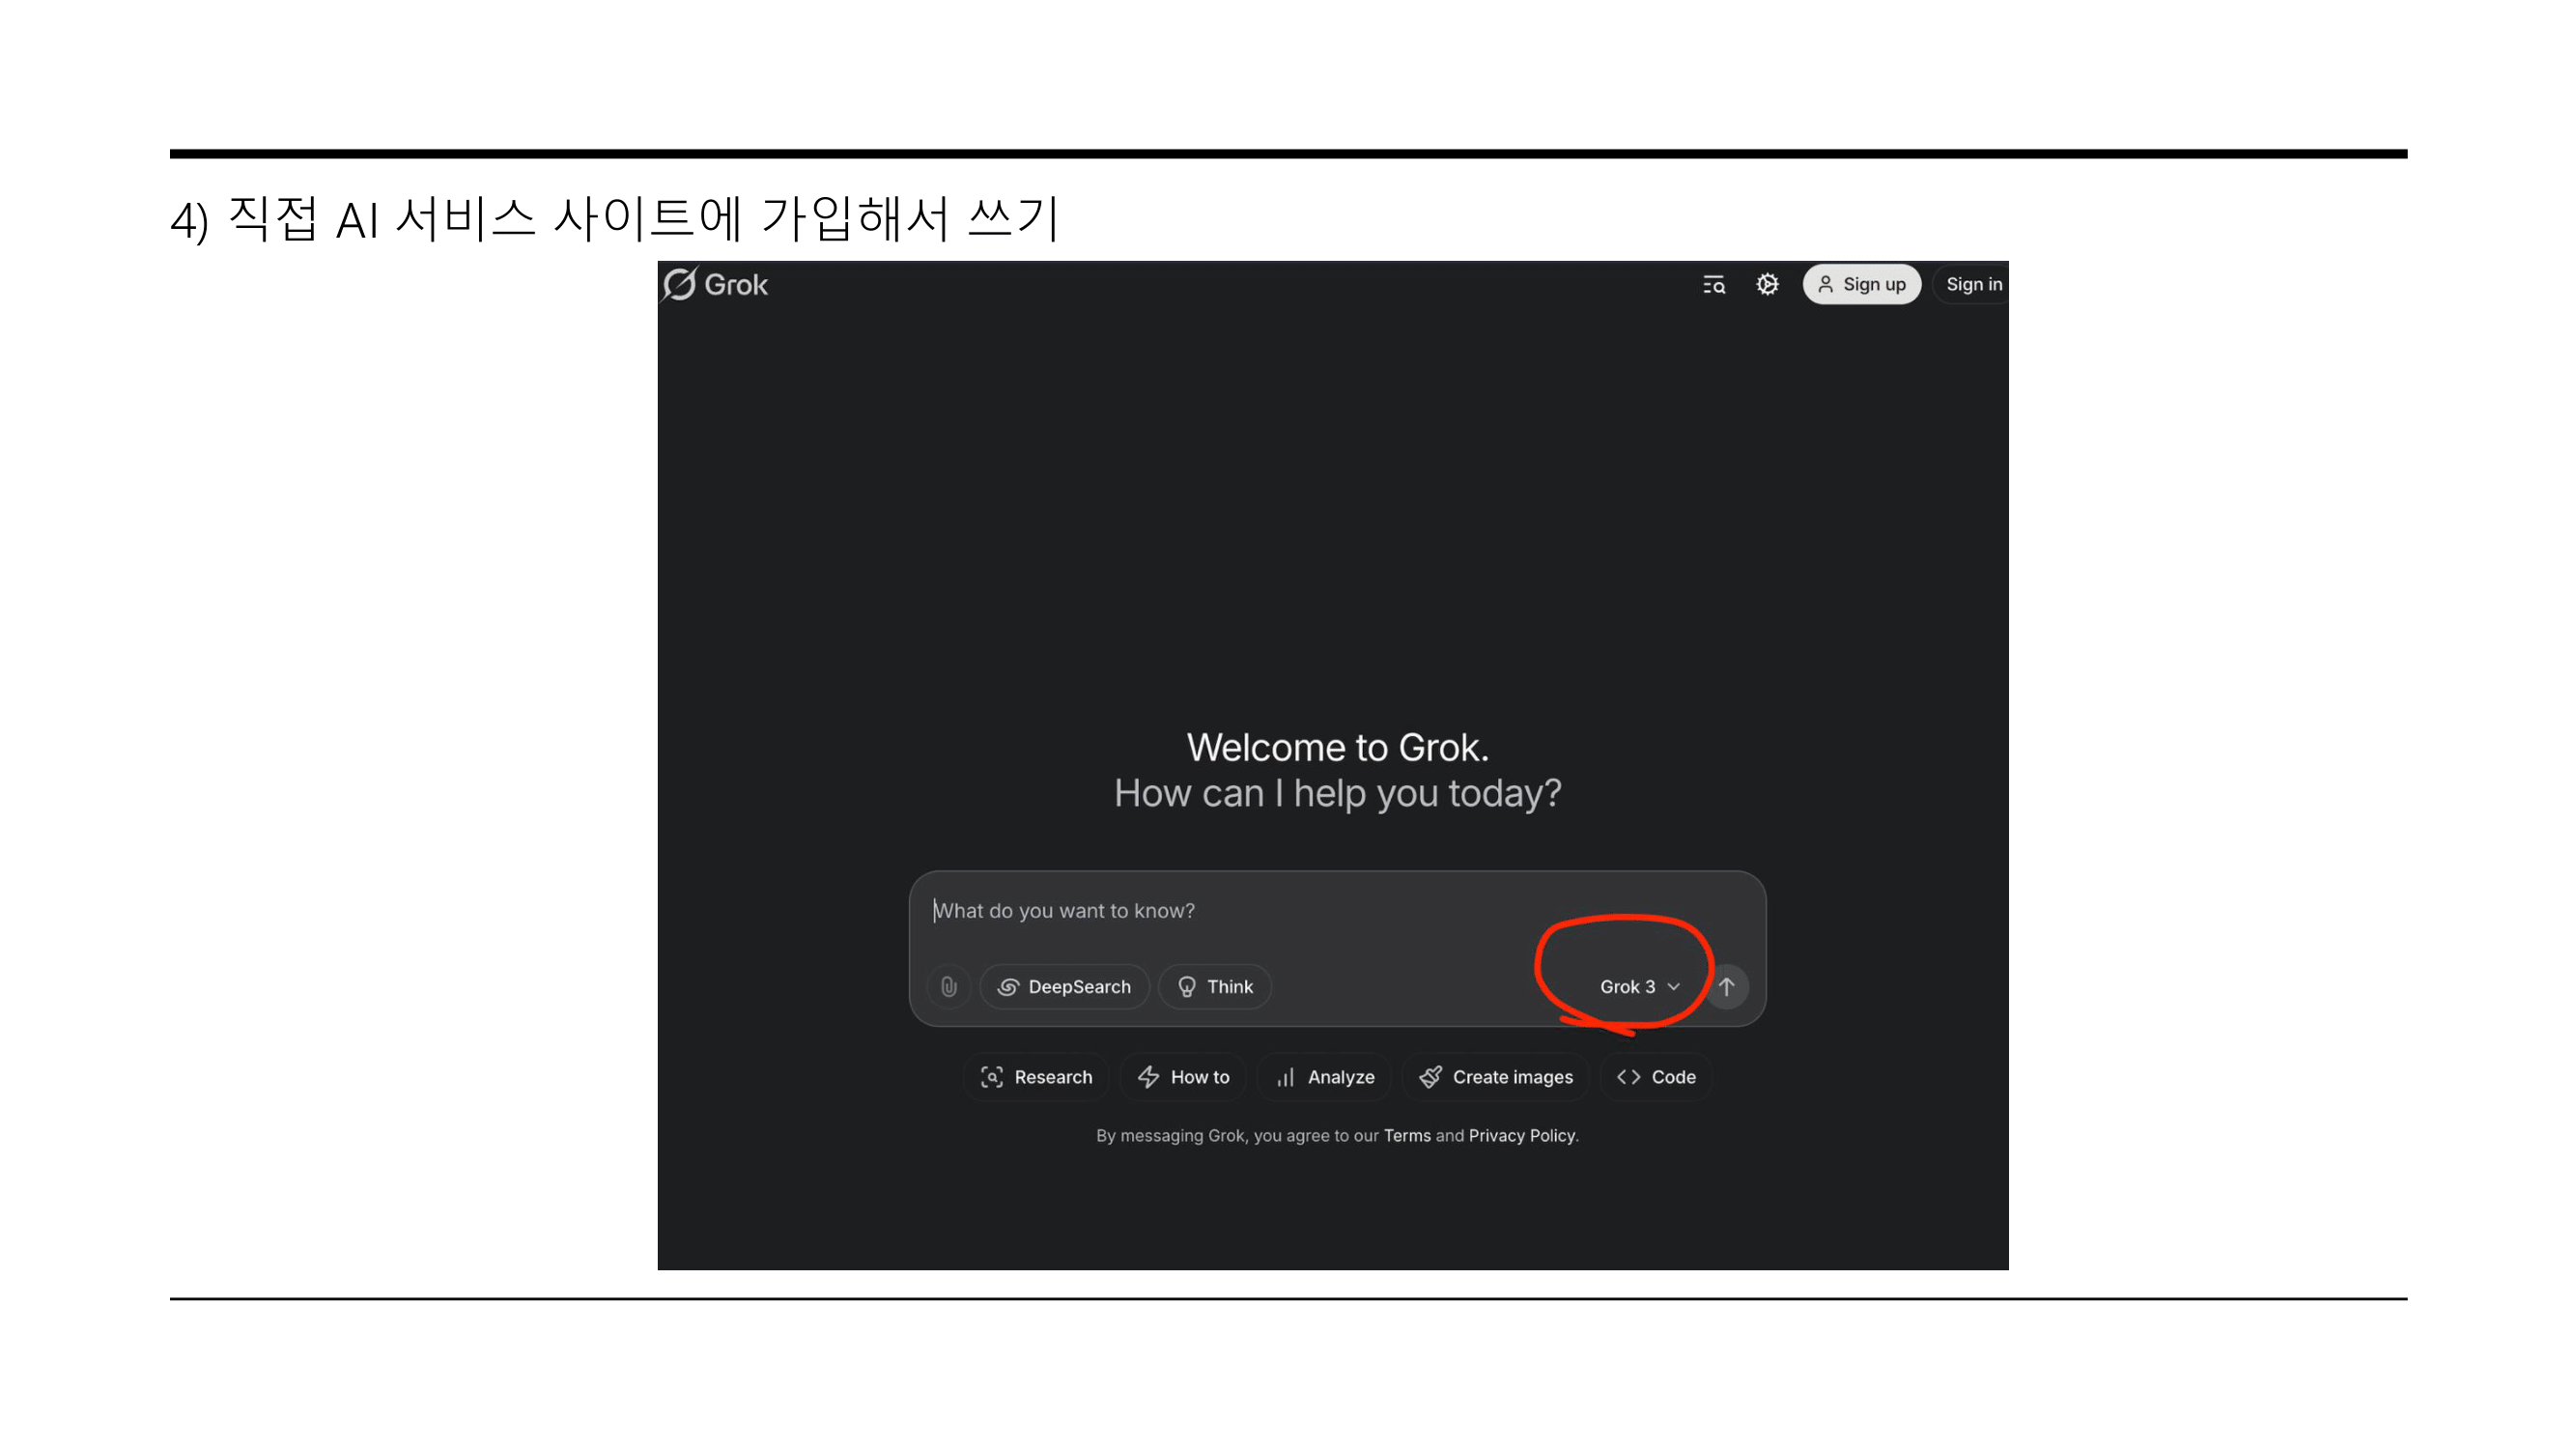 4) 직접 AI 서비스 사이트에 가입해서 쓰기
Grok
Sign up
Sign in
Welcome to Grok.
How can I help you today?
What do you want to know?
DeepSearch
Think
Grok 3
Research
How to
Analyze
Create images
Code
By messaging Grok, you agree to our Terms and Privacy Policy.